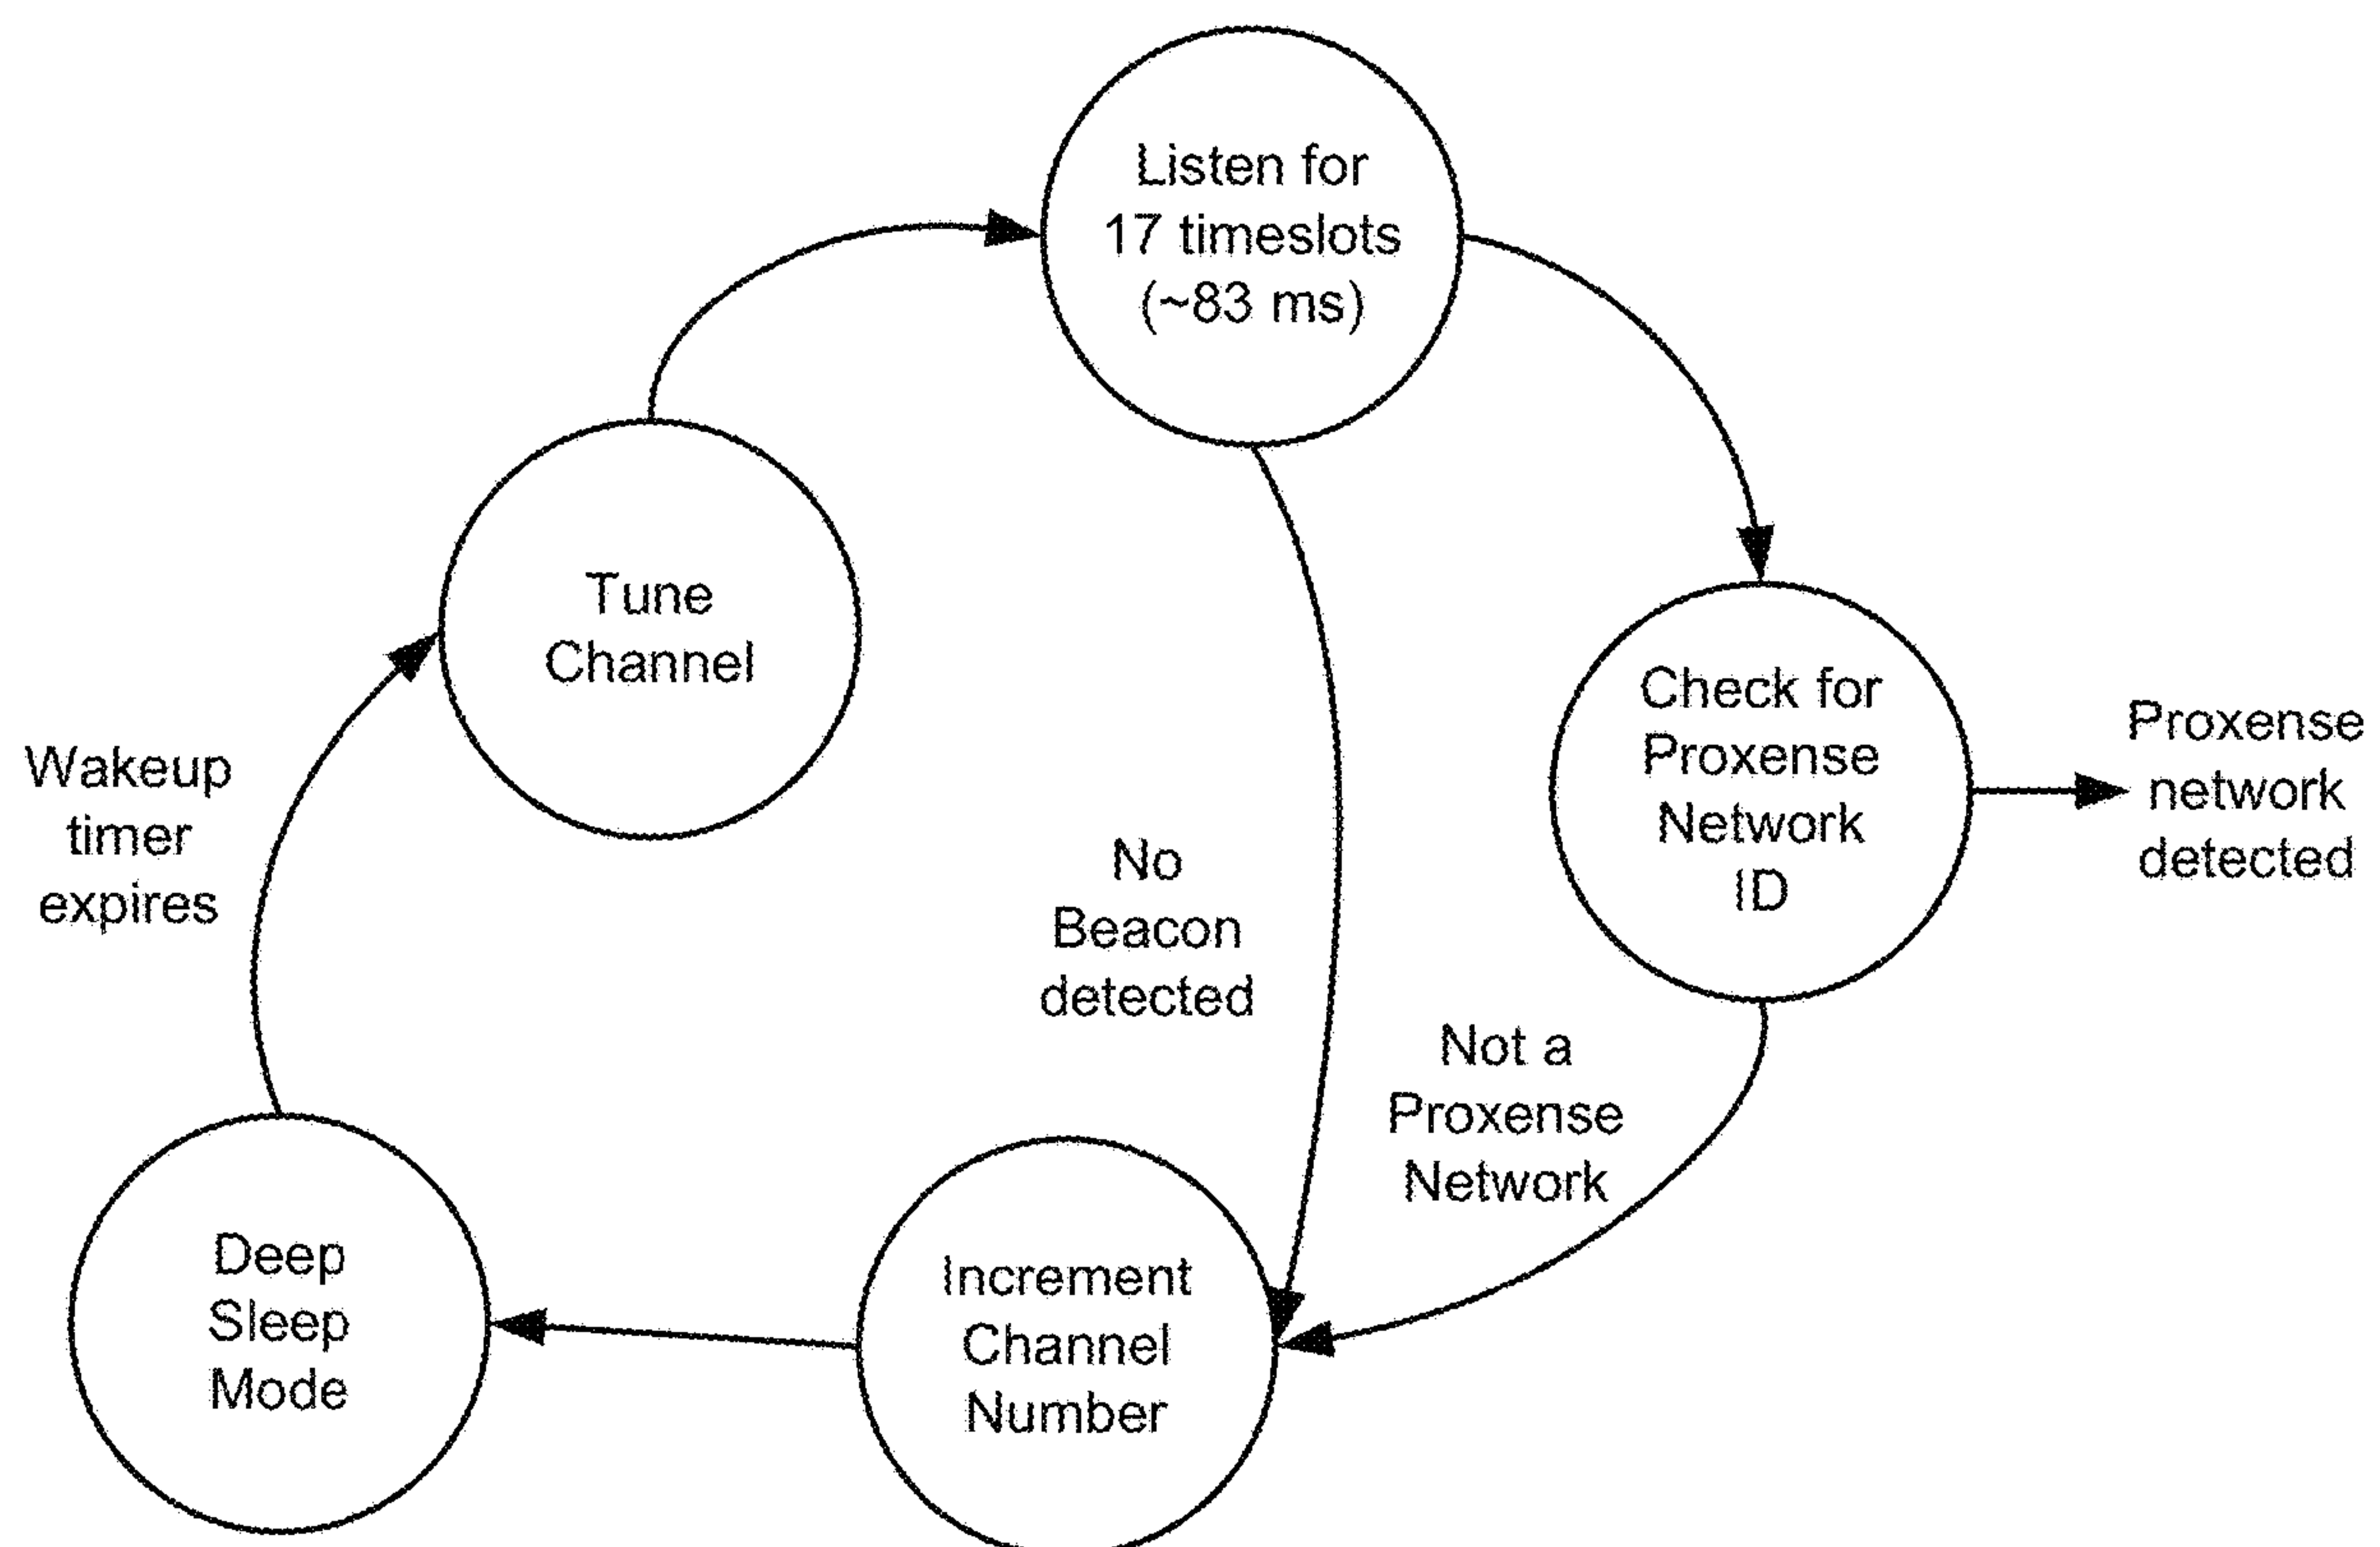 Listen for
17 timeslots
(~83 ms)
Tune
Channel
Check for
Proxense
Network
ID
Proxense
network
detected
Wakeup
timer
expires
No
Beacon
detected
Not a
Proxense
Network
Deep
Sleep
Mode
Increment
Channel
Number